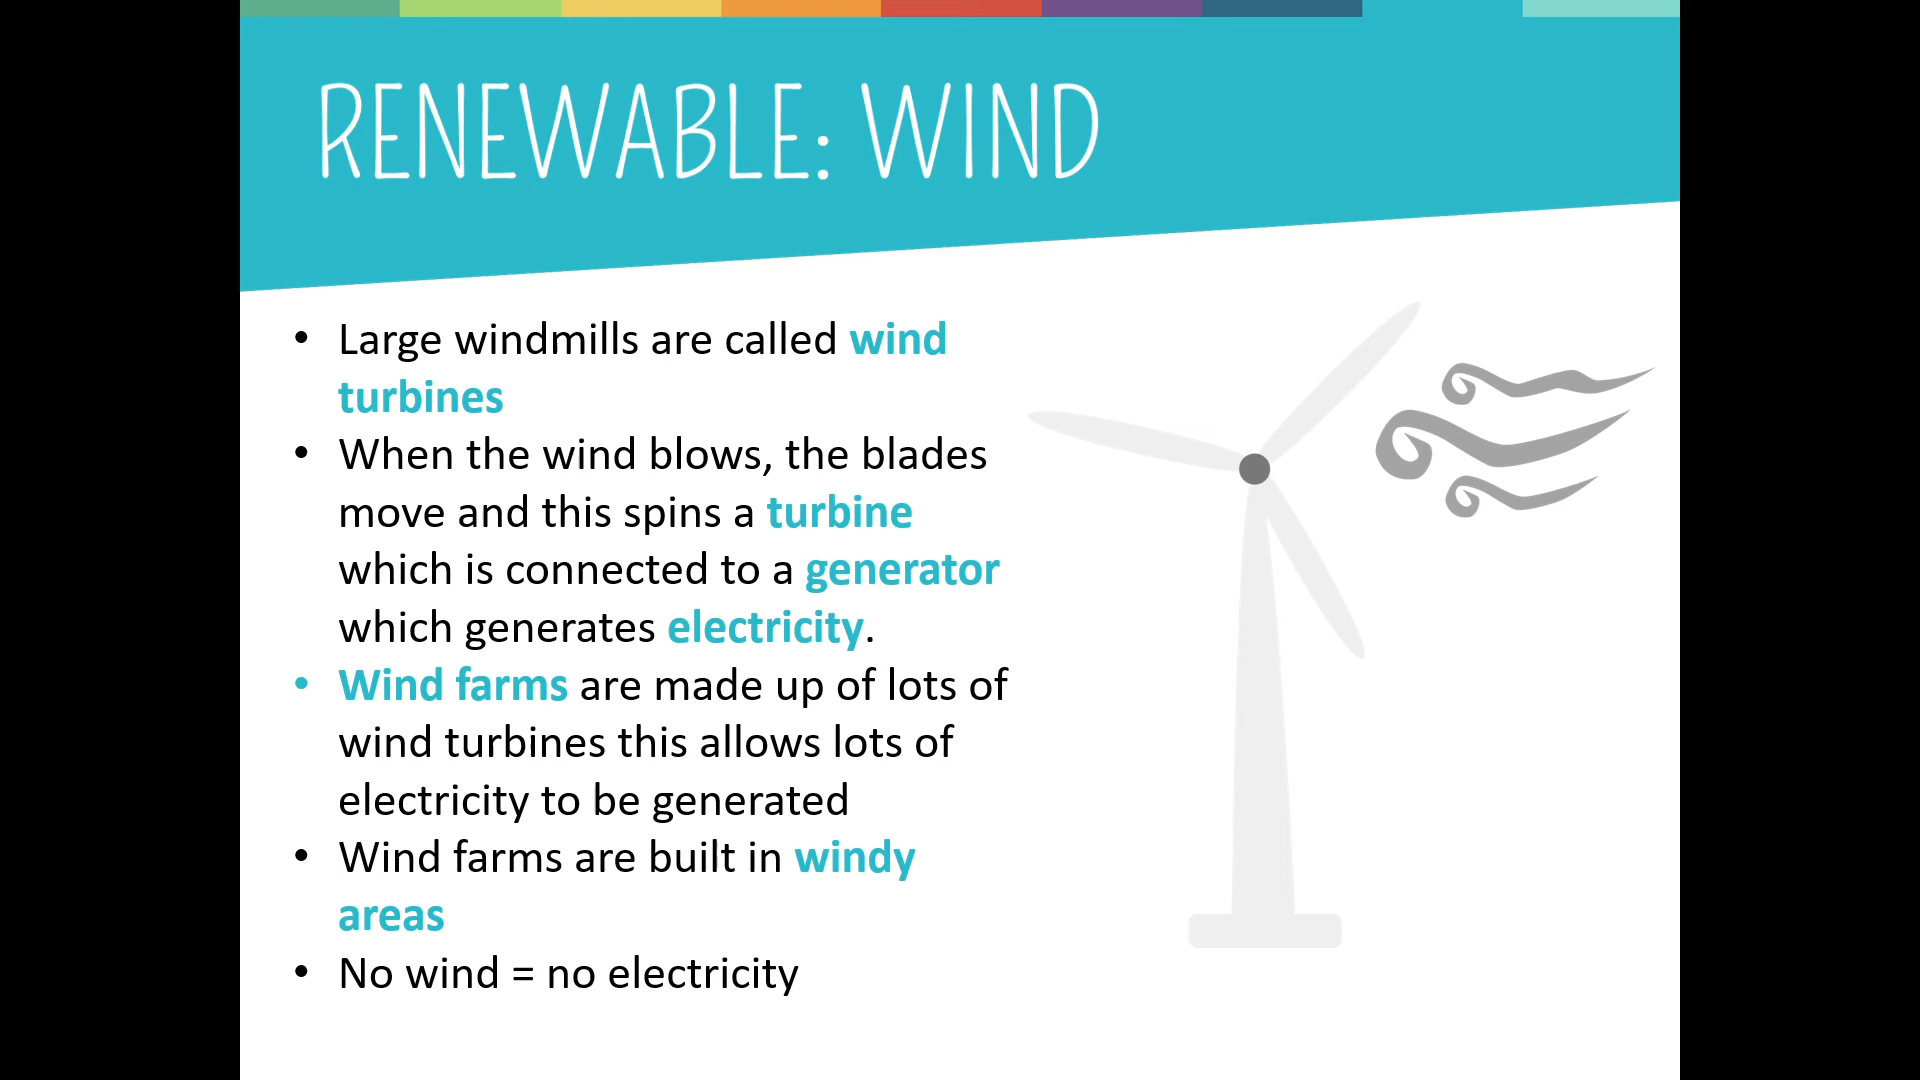 RENEWABLE: WIND
• Large windmills are called wind
turbines
• When the wind blows, the blades
move and this spins a turbine
which is connected to a generator
which generates electricity.
• Wind farms are made up of lots of
wind turbines this allows lots of
electricity to be generated
• Wind farms are built in windy
areas
• No wind = no electricity